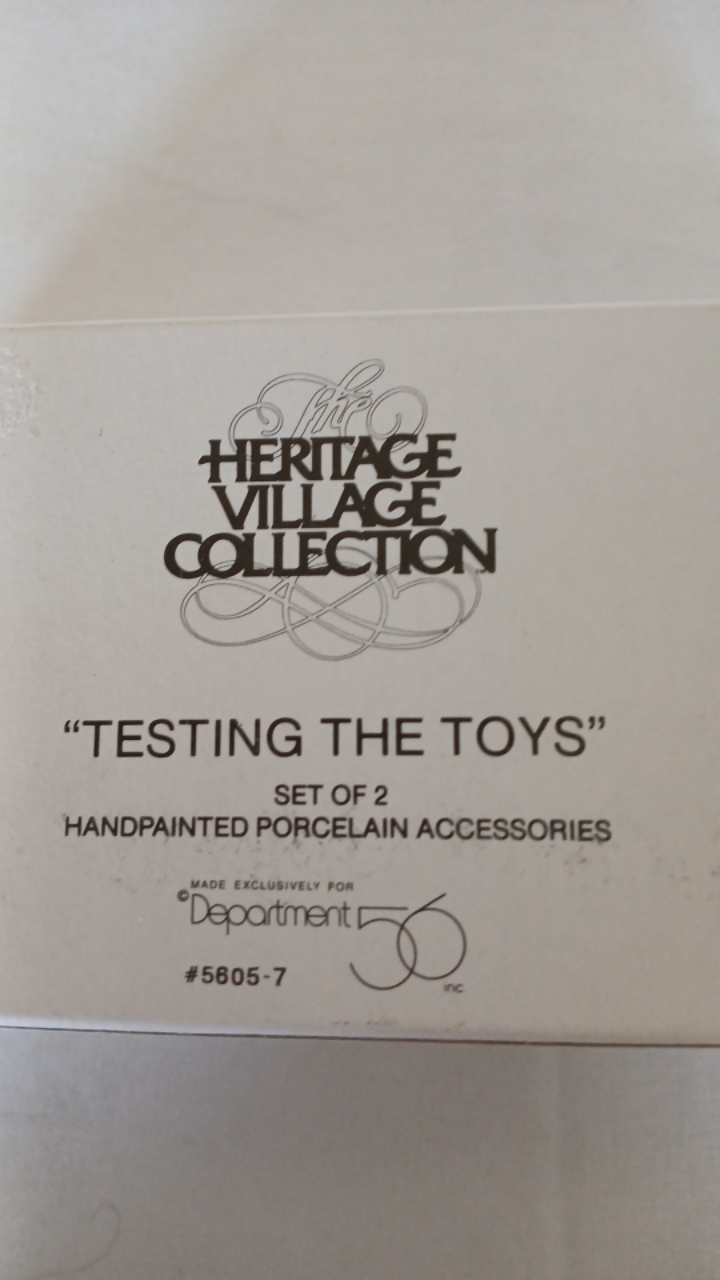 The
HERITAGE
VILLAGE
COLLECTION™
“TESTING THE TOYS”
SET OF 2
HANDPAINTED PORCELAIN ACCESSORIES
MADE EXCLUSIVELY FOR
©Department 56 inc.
#5605-7